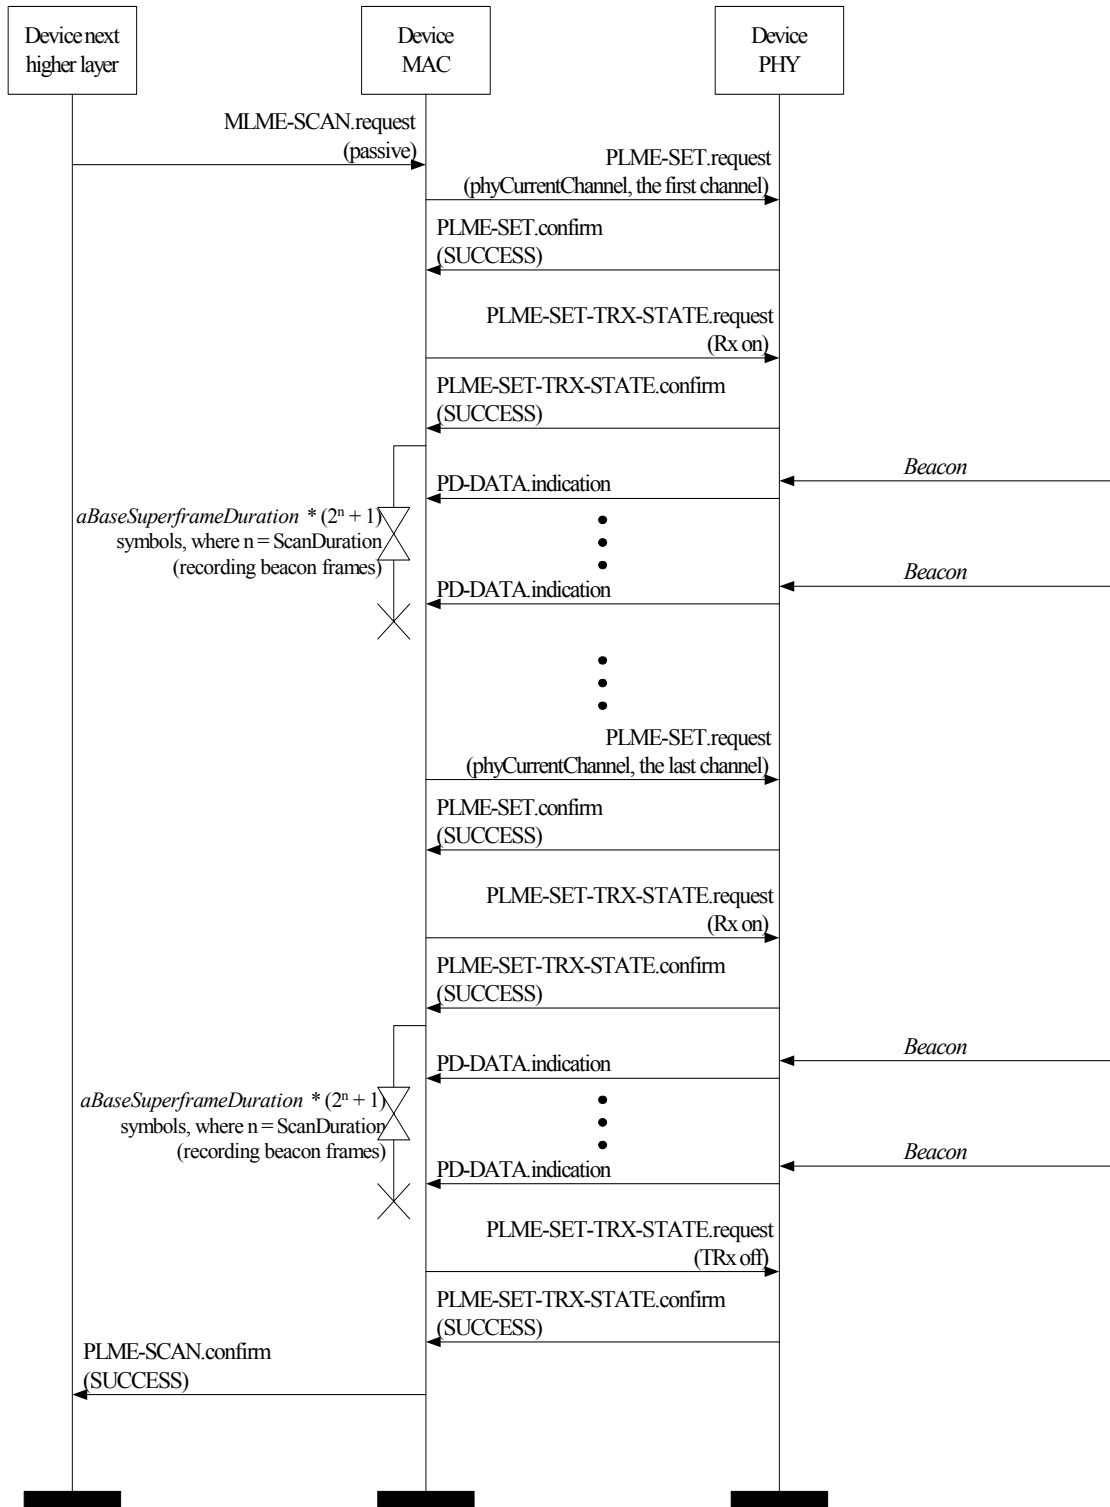 Device next
higher layer
Device
MAC
Device
PHY
MLME-SCAN.request
(passive)
PLME-SET.request
(phyCurrentChannel, the first channel)
PLME-SET.confirm
(SUCCESS)
PLME-SET-TRX-STATE.request
(Rx on)
PLME-SET-TRX-STATE.confirm
(SUCCESS)
Beacon
PD-DATA.indication
aBaseSuperframeDuration * (2ⁿ + 1)
symbols, where n = ScanDuration
(recording beacon frames)
Beacon
PD-DATA.indication
PLME-SET.request
(phyCurrentChannel, the last channel)
PLME-SET.confirm
(SUCCESS)
PLME-SET-TRX-STATE.request
(Rx on)
PLME-SET-TRX-STATE.confirm
(SUCCESS)
Beacon
PD-DATA.indication
aBaseSuperframeDuration * (2ⁿ + 1)
symbols, where n = ScanDuration
(recording beacon frames)
Beacon
PD-DATA.indication
PLME-SET-TRX-STATE.request
(TRx off)
PLME-SET-TRX-STATE.confirm
(SUCCESS)
PLME-SCAN.confirm
(SUCCESS)